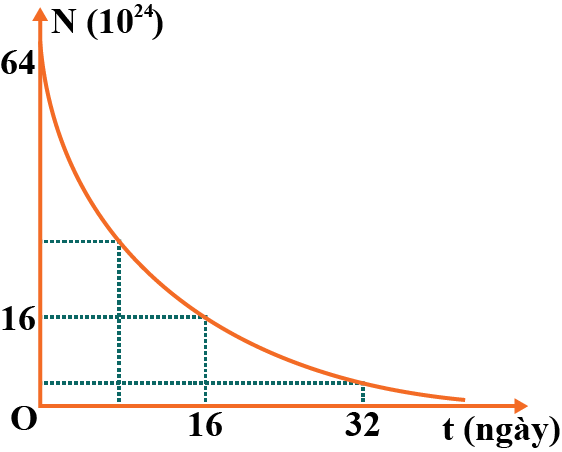 N (10²⁴)
64
16
O
16
32
t (ngày)